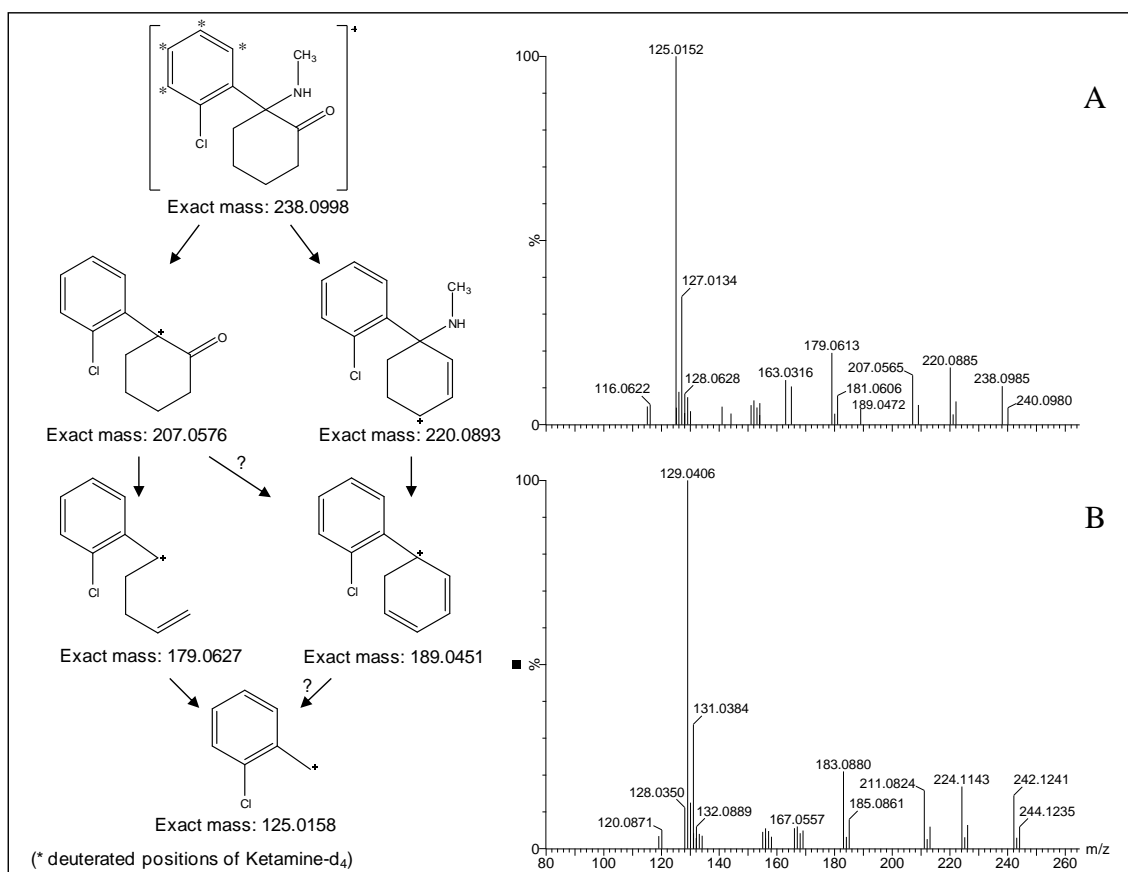 * * * *
CH3
NH
O
Cl
+
Exact mass: 238.0998
CH3
NH
O
Cl
+
Cl
+
Exact mass: 207.0576
Exact mass: 220.0893
?
Cl
+
Cl
+
Exact mass: 179.0627
Exact mass: 189.0451
?
Cl
+
Exact mass: 125.0158
(* deuterated positions of Ketamine-d4)
A
100
%
0
125.0152
127.0134
116.0622
128.0628
163.0316
179.0613
181.0606
189.0472
207.0565
220.0885
238.0985
240.0980
B
100
%
0
129.0406
131.0384
128.0350
120.0871
132.0889
167.0557
183.0880
185.0861
211.0824
224.1143
242.1241
244.1235
m/z
80 100 120 140 160 180 200 220 240 260